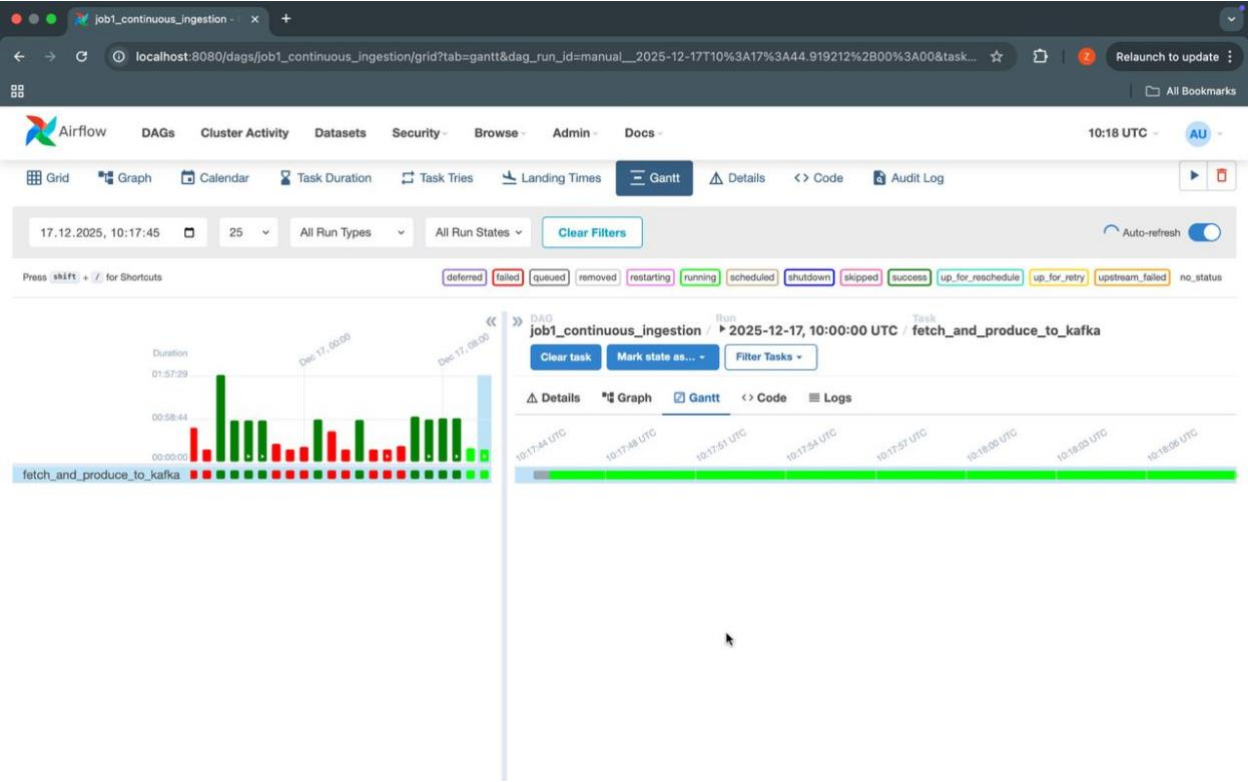 job1_continuous_ingestion -
localhost:8080/dags/job1_continuous_ingestion/grid?tab=gantt&dag_run_id=manual__2025-12-17T10%3A17%3A44.919212%2B00%3A00&task...
Z
Relaunch to update
All Bookmarks
Airflow DAGs Cluster Activity Datasets Security Browse Admin Docs 10:18 UTC AU
Grid Graph Calendar Task Duration Task Tries Landing Times Gantt Details <> Code Audit Log
17.12.2025, 10:17:45 25 All Run Types All Run States Clear Filters Auto-refresh
Press shift + / for Shortcuts deferred failed queued removed restarting running scheduled shutdown skipped success up_for_reschedule up_for_retry upstream_failed no_status
DAG Run Task
job1_continuous_ingestion / 2025-12-17, 10:00:00 UTC / fetch_and_produce_to_kafka
Clear task Mark state as... Filter Tasks
Details Graph Gantt <> Code Logs
Duration Dec 17, 00:00 Dec 17, 08:00
01:57:29
00:58:44
00:00:00
10:17:44 UTC 10:17:48 UTC 10:17:51 UTC 10:17:54 UTC 10:17:57 UTC 10:18:00 UTC 10:18:03 UTC 10:18:06 UTC
fetch_and_produce_to_kafka